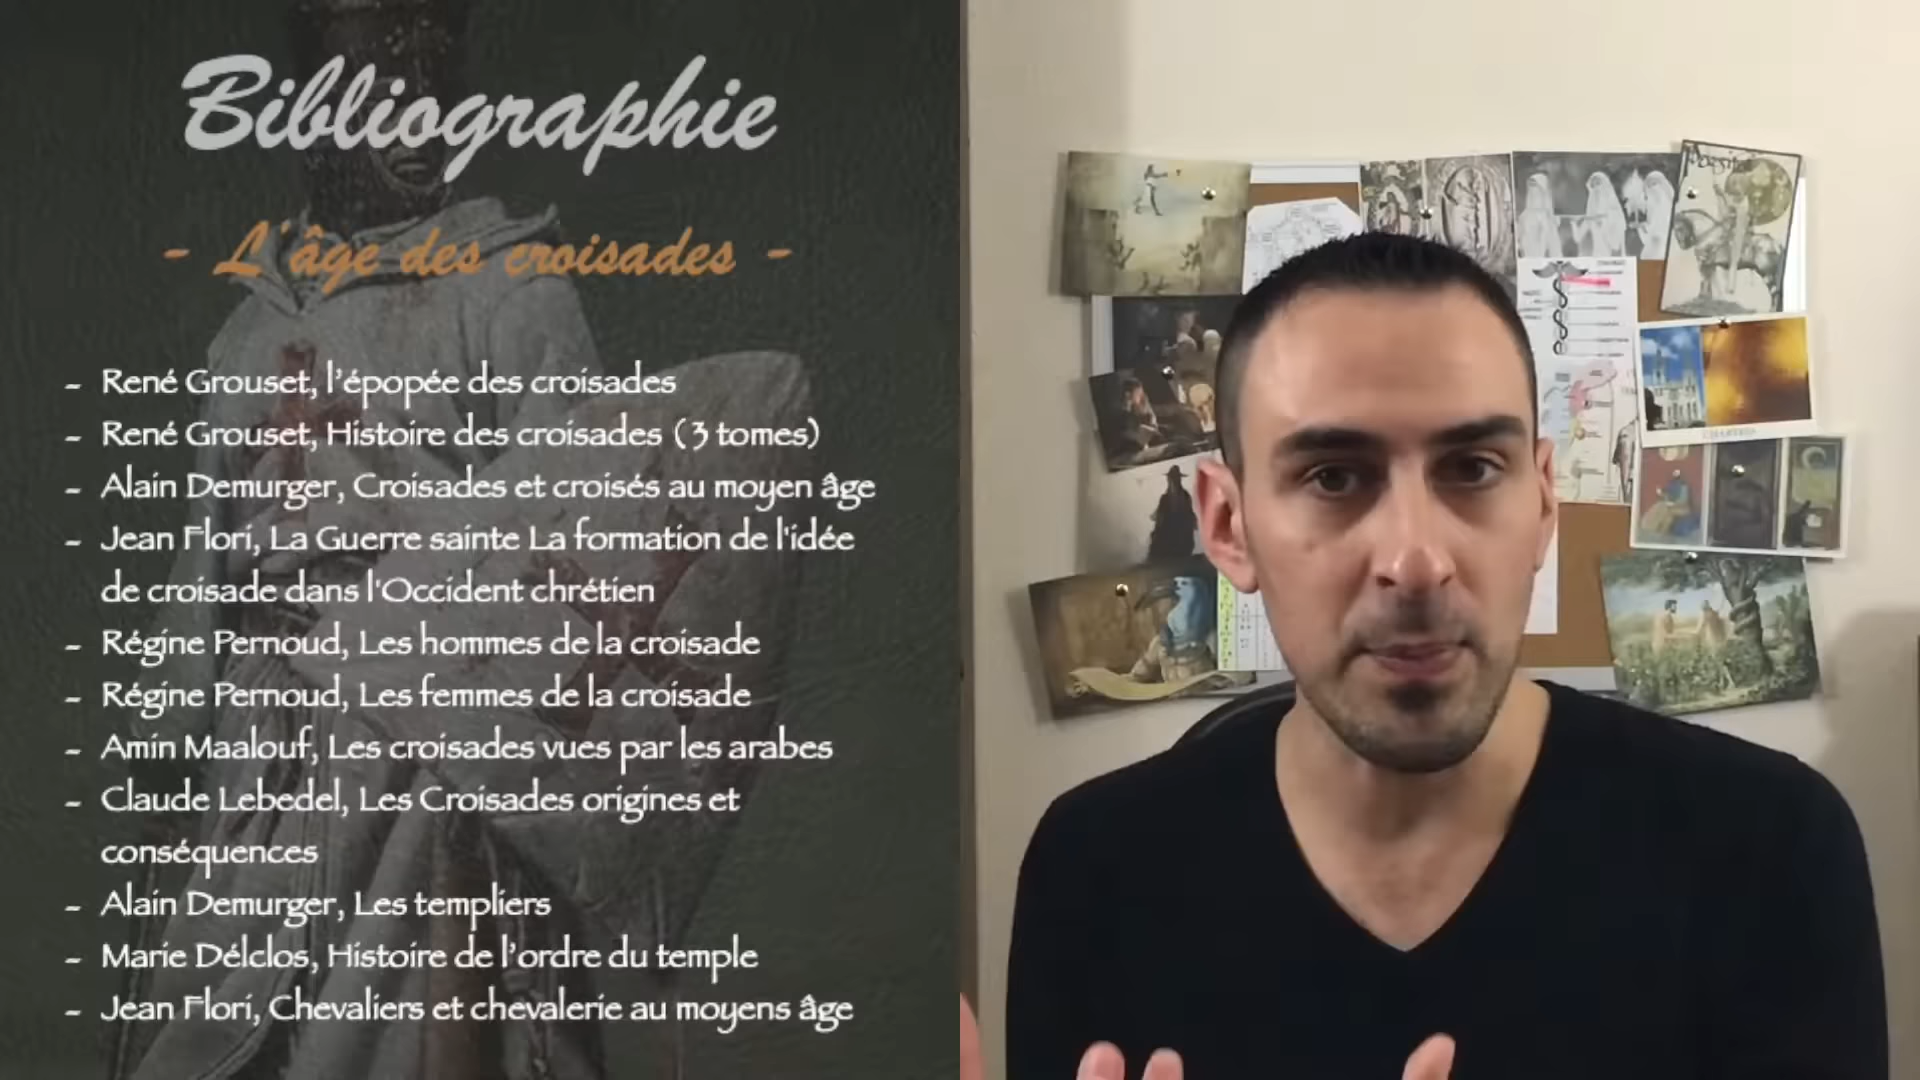 Bibliographie
- L'âge des croisades -
- René Grouset, l’épopée des croisades
- René Grouset, Histoire des croisades (3 tomes)
- Alain Demurger, Croisades et croisés au moyen âge
- Jean Flori, La Guerre sainte La formation de l'idée
de croisade dans l'Occident chrétien
- Régine Pernoud, Les hommes de la croisade
- Régine Pernoud, Les femmes de la croisade
- Amin Maalouf, Les croisades vues par les arabes
- Claude Lebedel, Les Croisades origines et
conséquences
- Alain Demurger, Les templiers
- Marie Délclos, Histoire de l’ordre du temple
- Jean Flori, Chevaliers et chevalerie au moyens âge
CHARTRES